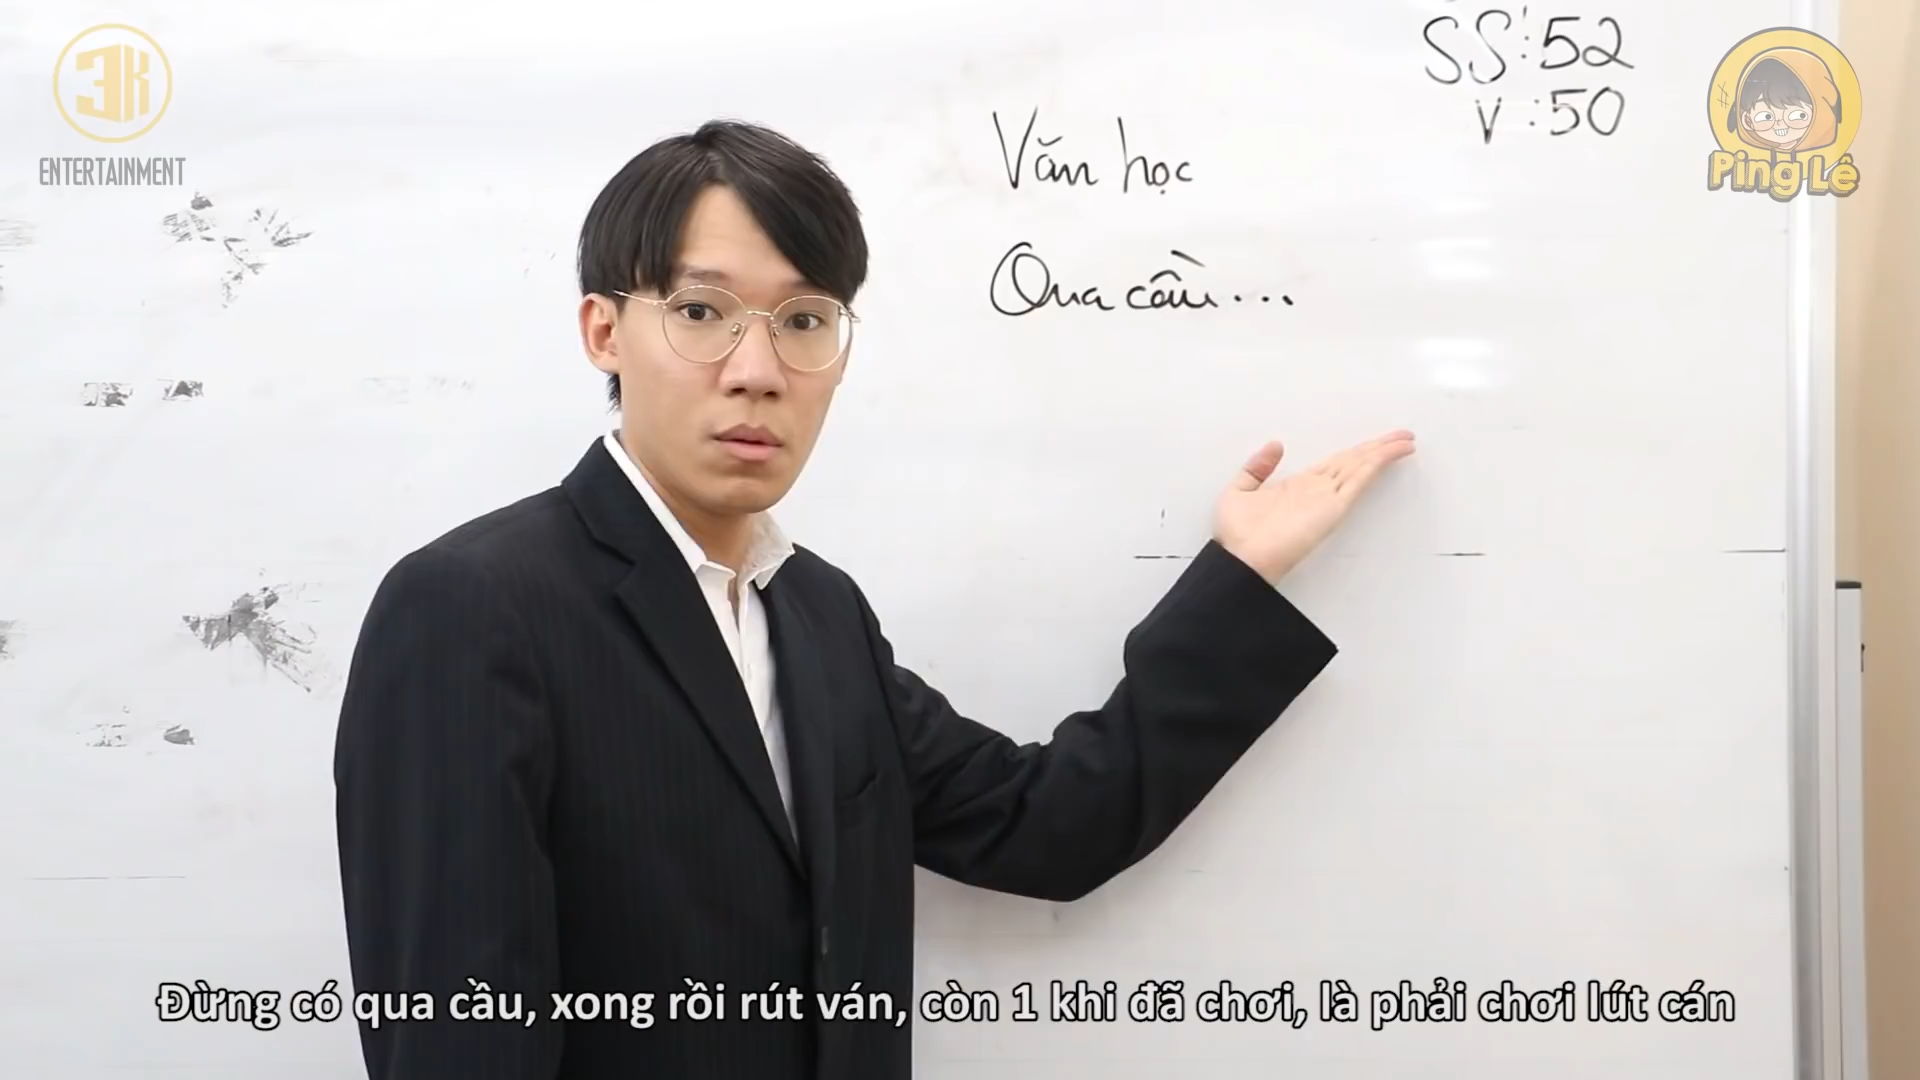 3K
ENTERTAINMENT
SS: 52
V: 50
Ping Lê
Văn học
Qua cầu...
Đừng có qua cầu, xong rồi rút ván, còn 1 khi đã chơi, là phải chơi lút cán